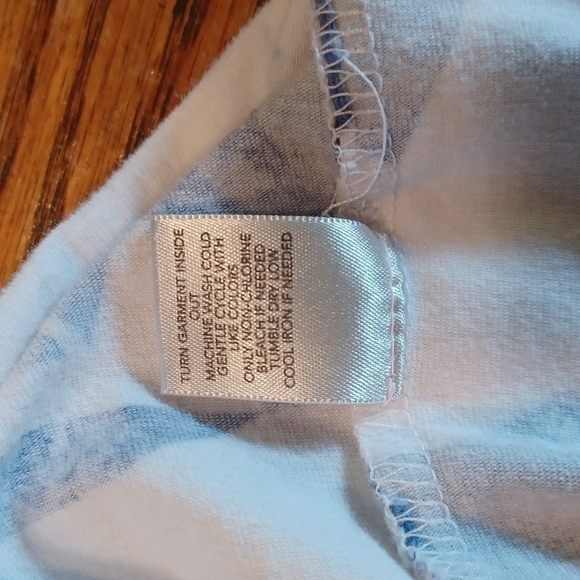 TURN GARMENT INSIDE
OUT
MACHINE WASH COLD
GENTLE CYCLE WITH
LIKE COLORS
ONLY NON-CHLORINE
BLEACH IF NEEDED
TUMBLE DRY LOW
COOL IRON IF NEEDED